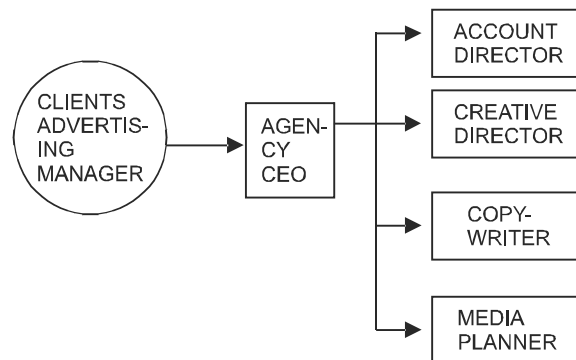 CLIENTS
ADVERTIS-
ING
MANAGER
AGEN-
CY
CEO
ACCOUNT
DIRECTOR
CREATIVE
DIRECTOR
COPY-
WRITER
MEDIA
PLANNER